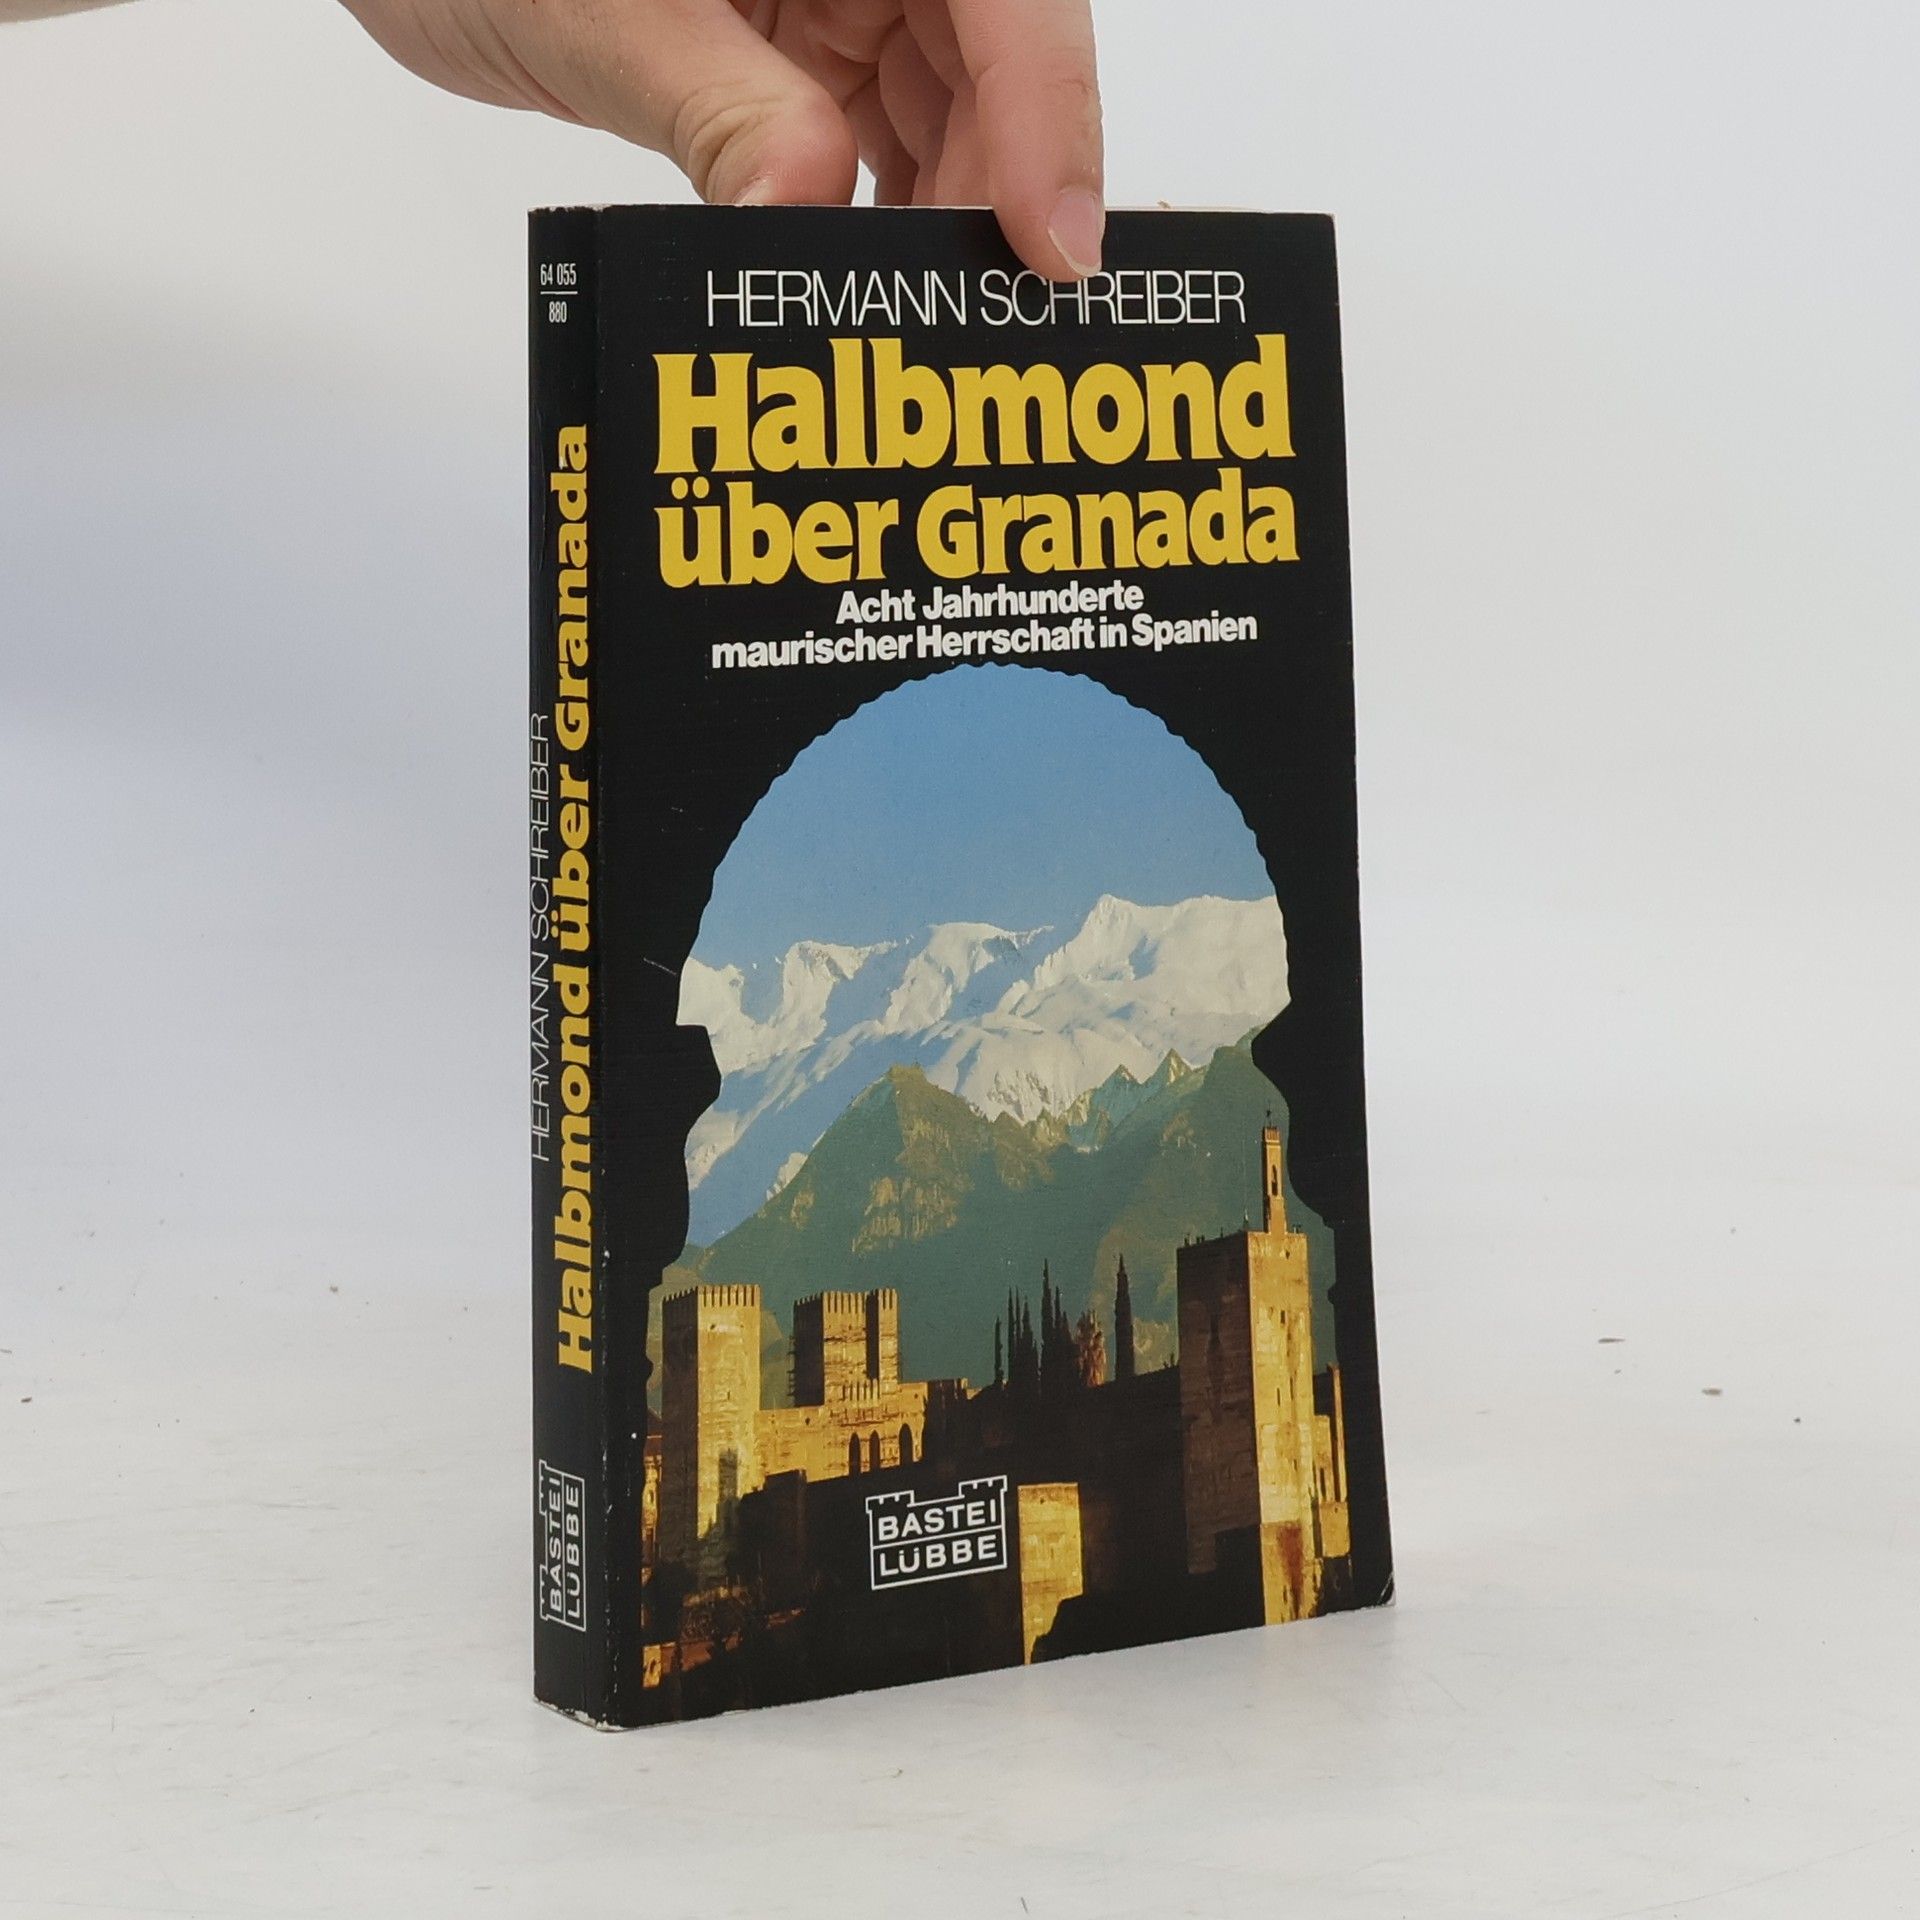 64 055
880
HERMANN SCHREIBER
Halbmond über Granada
BASTEI
LÜBBE
HERMANN SCHREIBER
Halbmond
über Granada
Acht Jahrhunderte
maurischer Herrschaft in Spanien
BASTEI
LÜBBE